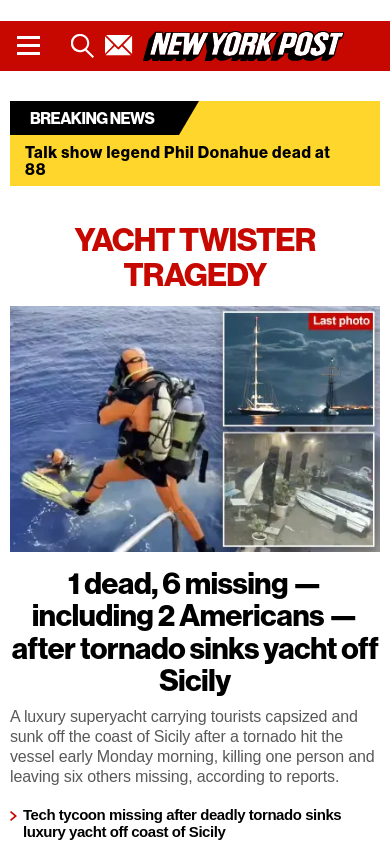 NEW YORK POST
BREAKING NEWS
Talk show legend Phil Donahue dead at
88
YACHT TWISTER
TRAGEDY
Last photo
1 dead, 6 missing —
including 2 Americans —
after tornado sinks yacht off
Sicily
A luxury superyacht carrying tourists capsized and
sunk off the coast of Sicily after a tornado hit the
vessel early Monday morning, killing one person and
leaving six others missing, according to reports.
Tech tycoon missing after deadly tornado sinks
luxury yacht off coast of Sicily